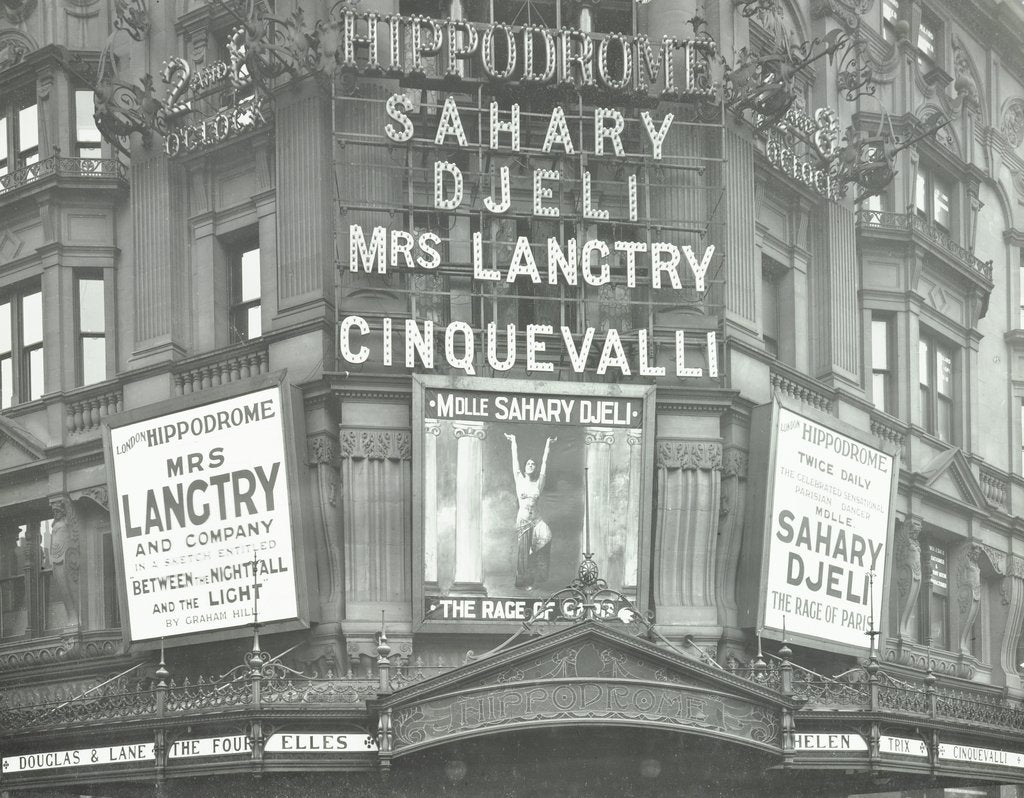 HIPPODROME
2 AND 8
OCLOCK
SAHARY
DJELI
MRS LANGTRY
CINQUEVALLI
LONDON HIPPODROME
MRS
LANGTRY
AND COMPANY
IN A SKETCH ENTITLED
"BETWEEN THE NIGHTFALL
AND THE LIGHT"
BY GRAHAM HILL
·MDLLE SAHARY DJELI·
·THE RAGE OF
LONDON HIPPODROME
TWICE DAILY
THE CELEBRATED SENSATIONAL
PARISIAN DANCER
MDLLE.
SAHARY
DJELI
THE RAGE OF PARIS
HIPPODROME
DOUGLAS & LANE
THE FOUR
ELLES
HELEN
TRIX
CINQUEVALLI